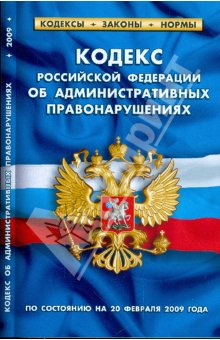 КОДЕКСЫ + ЗАКОНЫ + НОРМЫ
КОДЕКС
РОССИЙСКОЙ ФЕДЕРАЦИИ
ОБ АДМИНИСТРАТИВНЫХ
ПРАВОНАРУШЕНИЯХ
ПО СОСТОЯНИЮ НА 20 ФЕВРАЛЯ 2009 ГОДА
КОДЕКС ОБ АДМИНИСТРАТИВНЫХ ПРАВОНАРУШЕНИЯХ + 2009 +